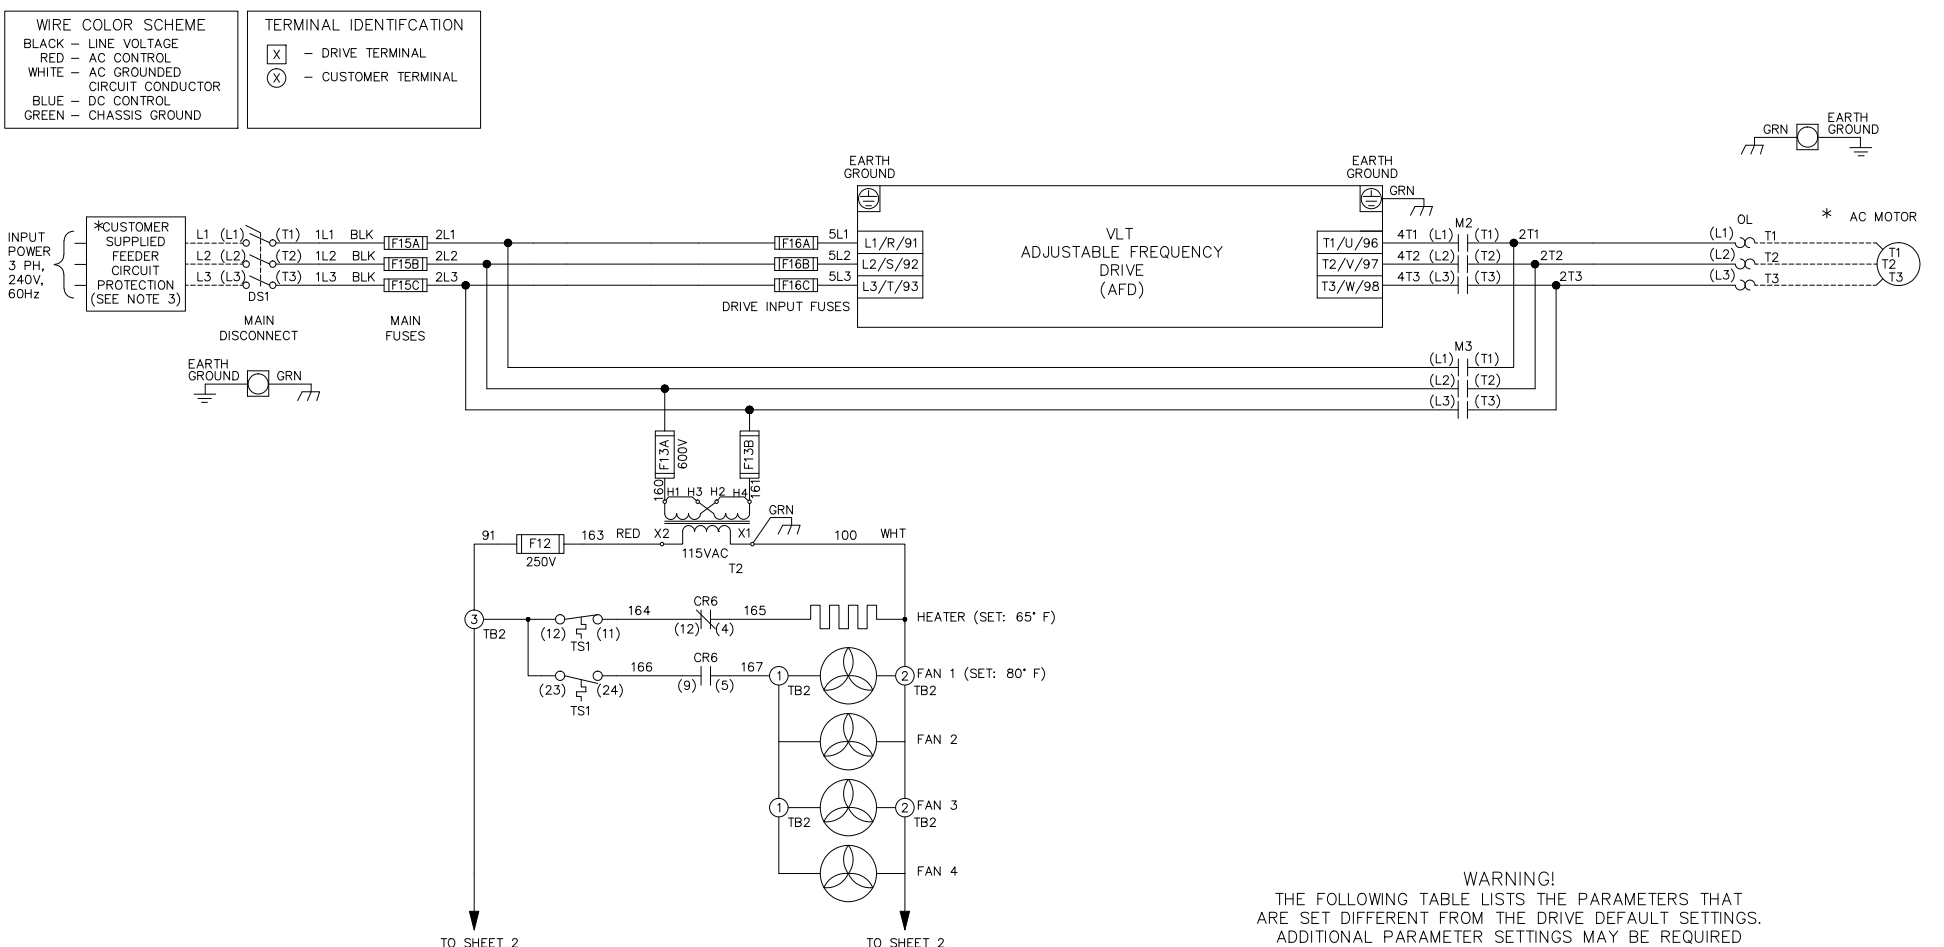 WIRE COLOR SCHEME
BLACK – LINE VOLTAGE
RED – AC CONTROL
WHITE – AC GROUNDED
CIRCUIT CONDUCTOR
BLUE – DC CONTROL
GREEN – CHASSIS GROUND
TERMINAL IDENTIFCATION
X – DRIVE TERMINAL
X – CUSTOMER TERMINAL
GRN
EARTH
GROUND
INPUT
POWER
3 PH,
240V,
60Hz
*CUSTOMER
SUPPLIED
FEEDER
CIRCUIT
PROTECTION
(SEE NOTE 3)
L1 (L1) (T1) 1L1 BLK F15A 2L1
L2 (L2) (T2) 1L2 BLK F15B 2L2
L3 (L3) (T3) 1L3 BLK F15C 2L3
DS1
MAIN
DISCONNECT
MAIN
FUSES
EARTH
GROUND
GRN
F16A 5L1
F16B 5L2
F16C 5L3
DRIVE INPUT FUSES
EARTH
GROUND
L1/R/91
L2/S/92
L3/T/93
VLT
ADJUSTABLE FREQUENCY
DRIVE
(AFD)
EARTH
GROUND
GRN
T1/U/96
T2/V/97
T3/W/98
M2
4T1 (L1) (T1) 2T1
4T2 (L2) (T2) 2T2
4T3 (L3) (T3) 2T3
OL
(L1) T1
(L2) T2
(L3) T3
* AC MOTOR
T1
T2
T3
M3
(L1) (T1)
(L2) (T2)
(L3) (T3)
F13A
600V
F13B
160
161
H1 H3 H2 H4
GRN
91 F12 163 RED X2 X1 100 WHT
250V
115VAC
T2
3
TB2
(12) (11)
TS1
164
CR6
(12) (4)
165
HEATER (SET: 65° F)
(23) (24)
TS1
166
CR6
(9) (5)
167
1
TB2
2
TB2
FAN 1 (SET: 80° F)
FAN 2
1
TB2
2
TB2
FAN 3
FAN 4
TO SHEET 2
TO SHEET 2
WARNING!
THE FOLLOWING TABLE LISTS THE PARAMETERS THAT
ARE SET DIFFERENT FROM THE DRIVE DEFAULT SETTINGS.
ADDITIONAL PARAMETER SETTINGS MAY BE REQUIRED